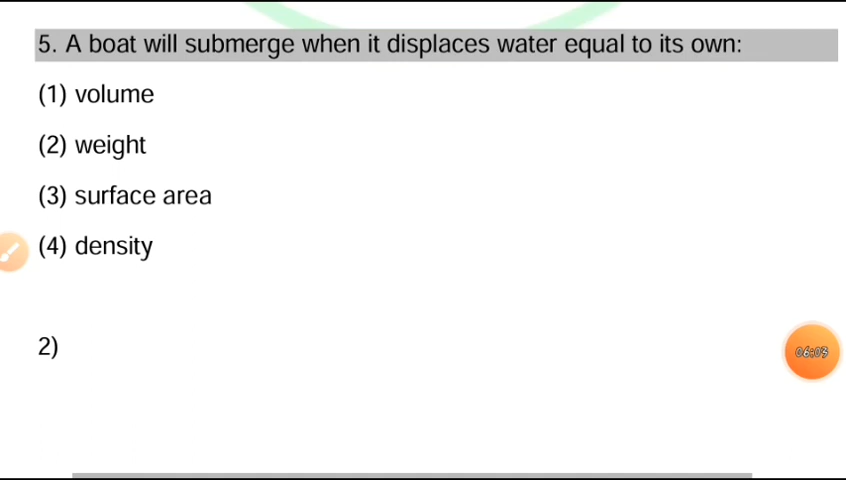 5. A boat will submerge when it displaces water equal to its own:
(1) volume
(2) weight
(3) surface area
(4) density
2)
06:03